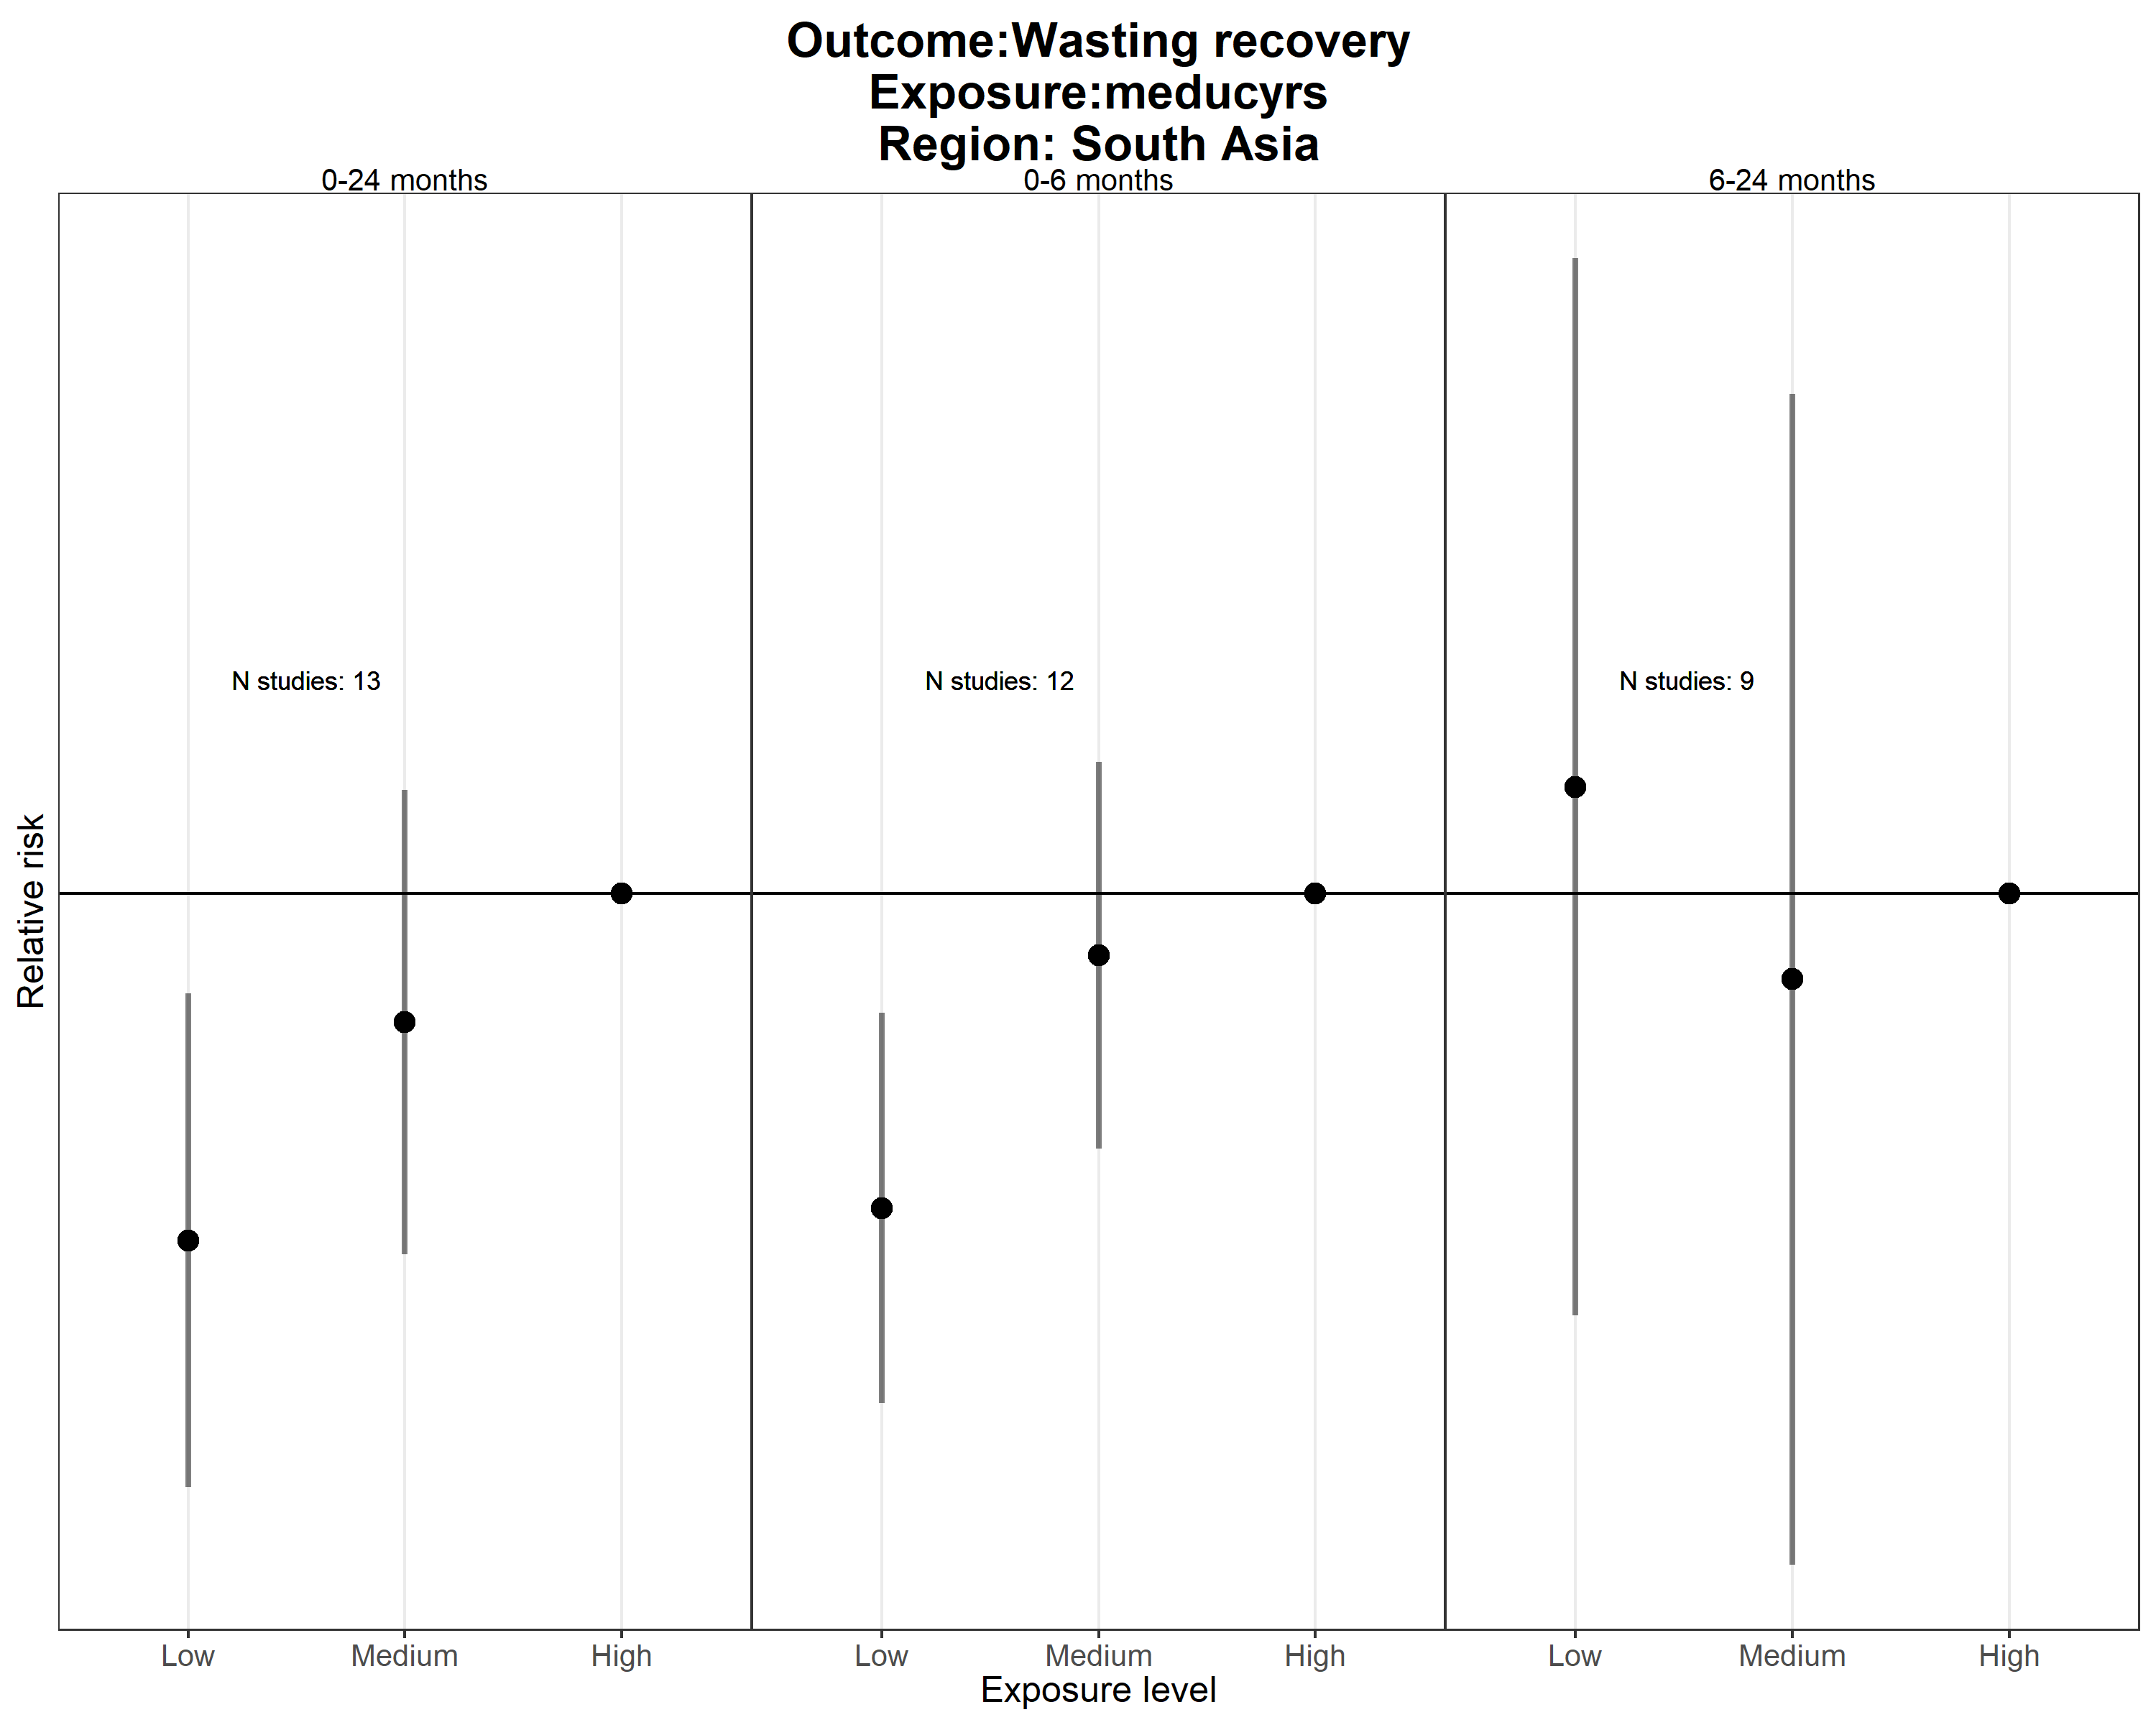 Outcome:Wasting recovery
Exposure:meducyrs
Region: South Asia
0-24 months
0-6 months
6-24 months
N studies: 13
N studies: 12
N studies: 9
Relative risk
Low
Medium
High
Low
Medium
High
Low
Medium
High
Exposure level